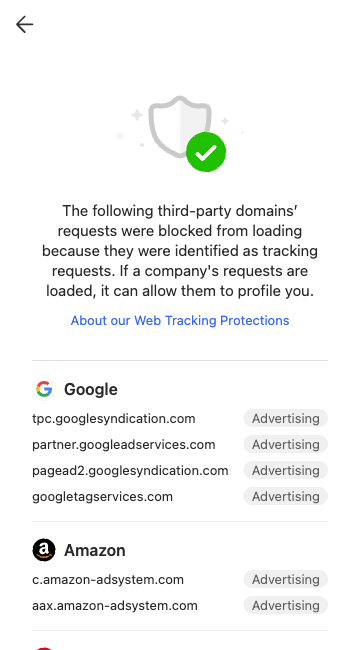 The following third-party domains’
requests were blocked from loading
because they were identified as tracking
requests. If a company's requests are
loaded, it can allow them to profile you.
About our Web Tracking Protections
Google
tpc.googlesyndication.com Advertising
partner.googleadservices.com Advertising
pagead2.googlesyndication.com Advertising
googletagservices.com Advertising
Amazon
c.amazon-adsystem.com Advertising
aax.amazon-adsystem.com Advertising